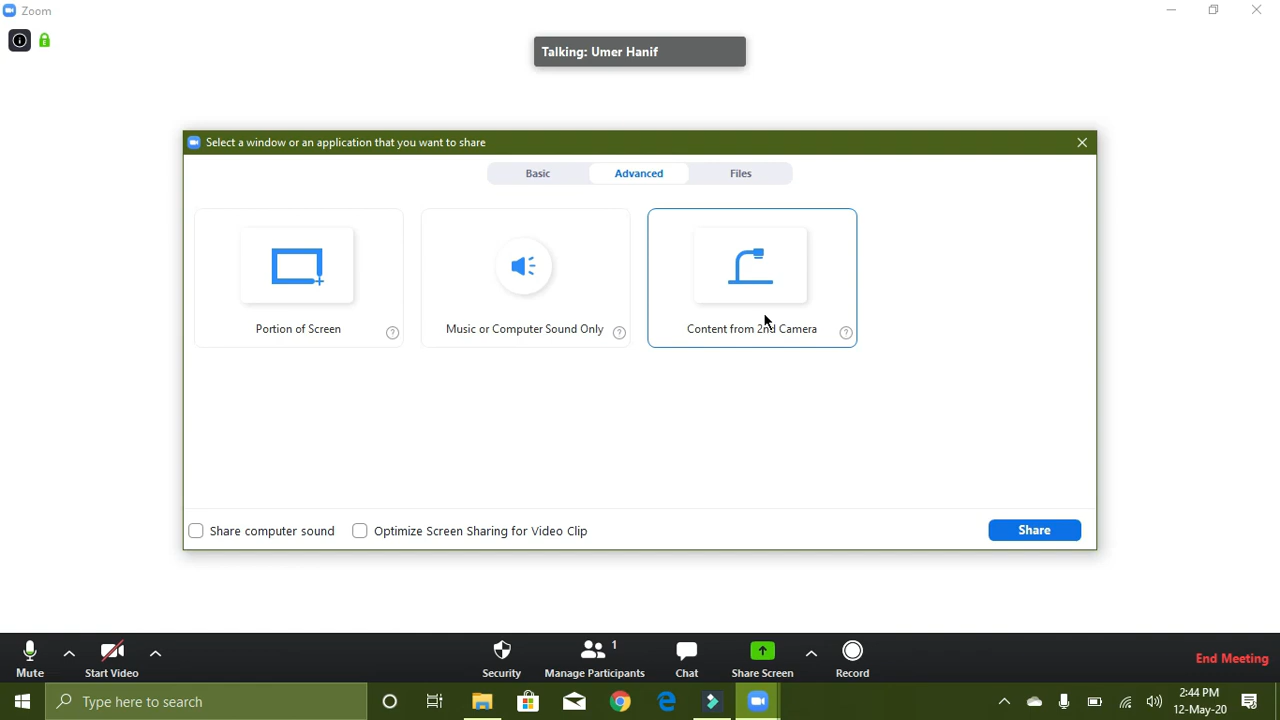 Zoom
Talking: Umer Hanif
Select a window or an application that you want to share
Basic
Advanced
Files
Portion of Screen
Music or Computer Sound Only
Content from 2nd Camera
Share computer sound
Optimize Screen Sharing for Video Clip
Share
Mute
Start Video
Security
Manage Participants
1
Chat
Share Screen
Record
End Meeting
Type here to search
2:44 PM
12-May-20